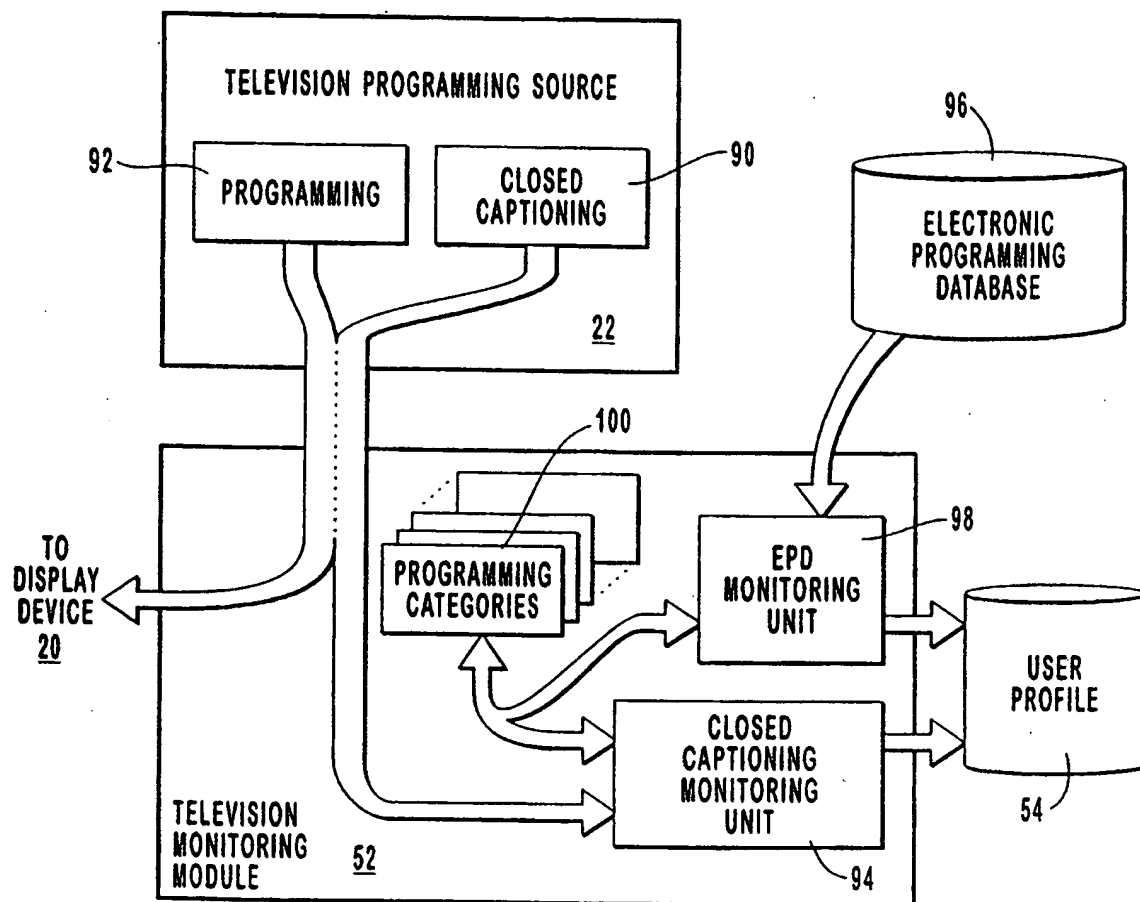 TELEVISION PROGRAMMING SOURCE
92
PROGRAMMING
CLOSED
CAPTIONING
90
22
96
ELECTRONIC
PROGRAMMING
DATABASE
100
PROGRAMMING
CATEGORIES
98
EPD
MONITORING
UNIT
TO
DISPLAY
DEVICE
20
USER
PROFILE
54
CLOSED
CAPTIONING
MONITORING
UNIT
94
TELEVISION
MONITORING
MODULE
52